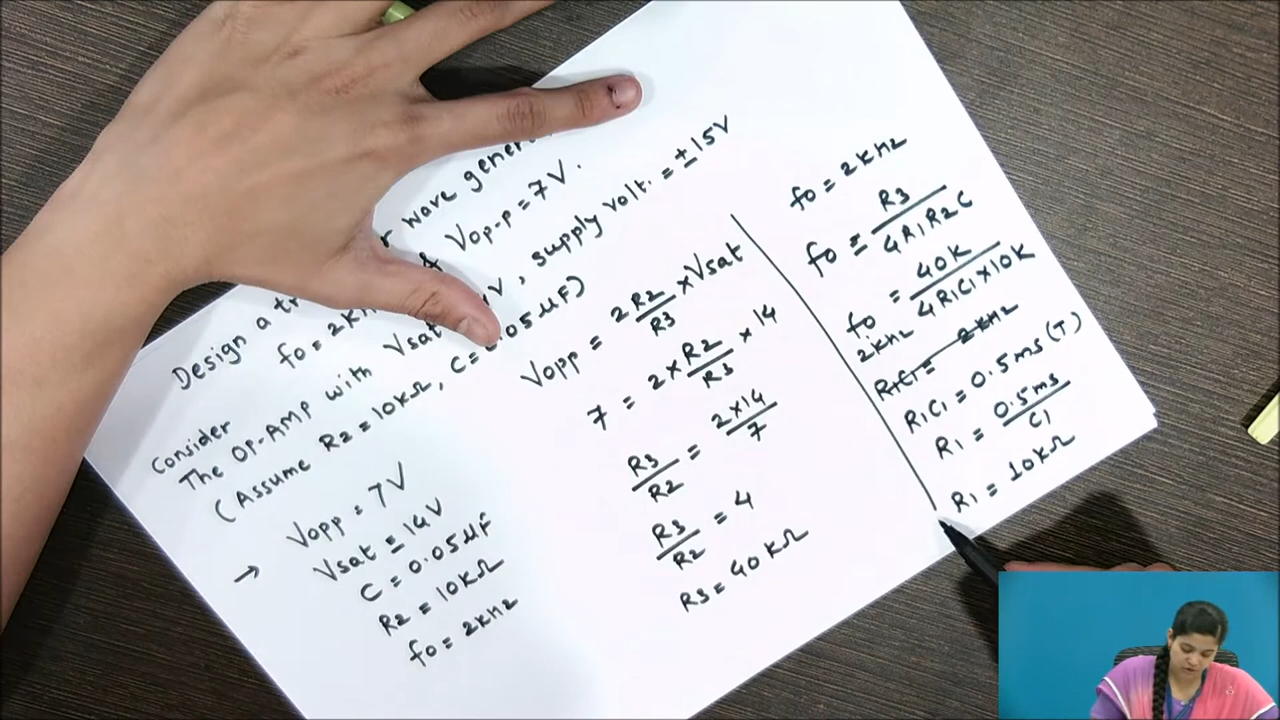 Design a wave
fo = 2K Vop-p = 7V.
Consider
The Op-AMP with Vsat V, supply volt. = ±15V
(Assume R2 = 10KΩ, C= .05 μF)
→ Vopp = 7V
Vsat = 14V
C = 0.05μF
R2 = 10KΩ
fo = 2KHz
Vopp = 2R2/R3 × Vsat
7 = 2×R2/R3 × 14
R3/R2 = 2×14/7
R3/R2 = 4
R3 = 40KΩ
fo = 2KHz
fo = R3/4R1R2C
fo = 40K/4R1C1×10K
2KHz
R1C1 = 2KHz
R1C1 = 0.5ms(T)
R1 = 0.5ms/C1
R1 = 10KΩ